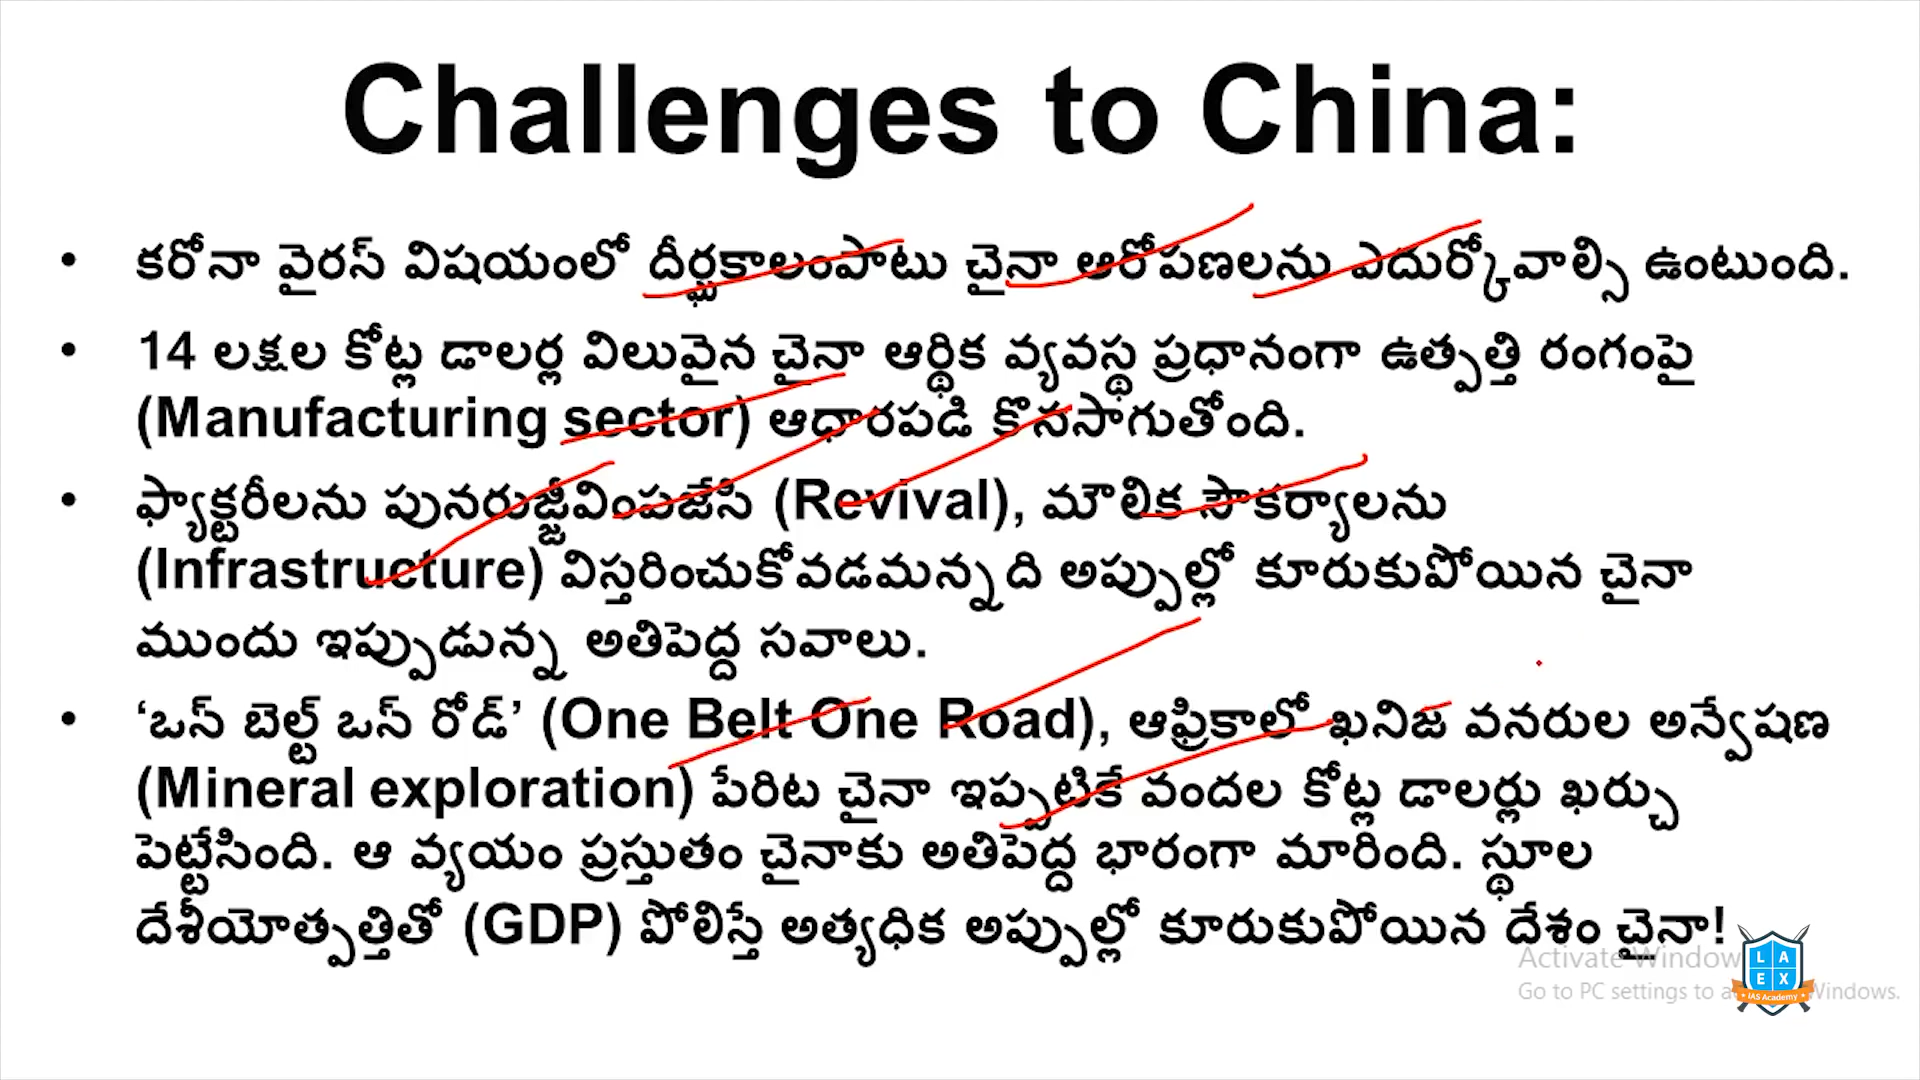 Challenges to China:
• కరోనా వైరస్ విషయంలో దీర్ఘకాలంపాటు చైనా ఆరోపణలను ఎదుర్కోవాల్సి ఉంటుంది.
• 14 లక్షల కోట్ల డాలర్ల విలువైన చైనా ఆర్థిక వ్యవస్థ ప్రధానంగా ఉత్పత్తి రంగంపై
(Manufacturing sector) ఆధారపడి కొనసాగుతోంది.
• ఫ్యాక్టరీలను పునరుజ్జీవింపజేసి (Revival), మౌలిక సౌకర్యాలను
(Infrastructure) విస్తరించుకోవడమన్నది అప్పుల్లో కూరుకుపోయిన చైనా
ముందు ఇప్పుడున్న అతిపెద్ద సవాలు.
• ‘ఒన్ బెల్ట్ ఒన్ రోడ్’ (One Belt One Road), ఆఫ్రికాలో ఖనిజ వనరుల అన్వేషణ
(Mineral exploration) పేరిట చైనా ఇప్పటికే వందల కోట్ల డాలర్లు ఖర్చు
పెట్టేసింది. ఆ వ్యయం ప్రస్తుతం చైనాకు అతిపెద్ద భారంగా మారింది. స్థూల
దేశీయోత్పత్తితో (GDP) పోలిస్తే అత్యధిక అప్పుల్లో కూరుకుపోయిన దేశం చైనా!
Activate Window
Go to PC settings to a Windows.
L A
E X
IAS Academy